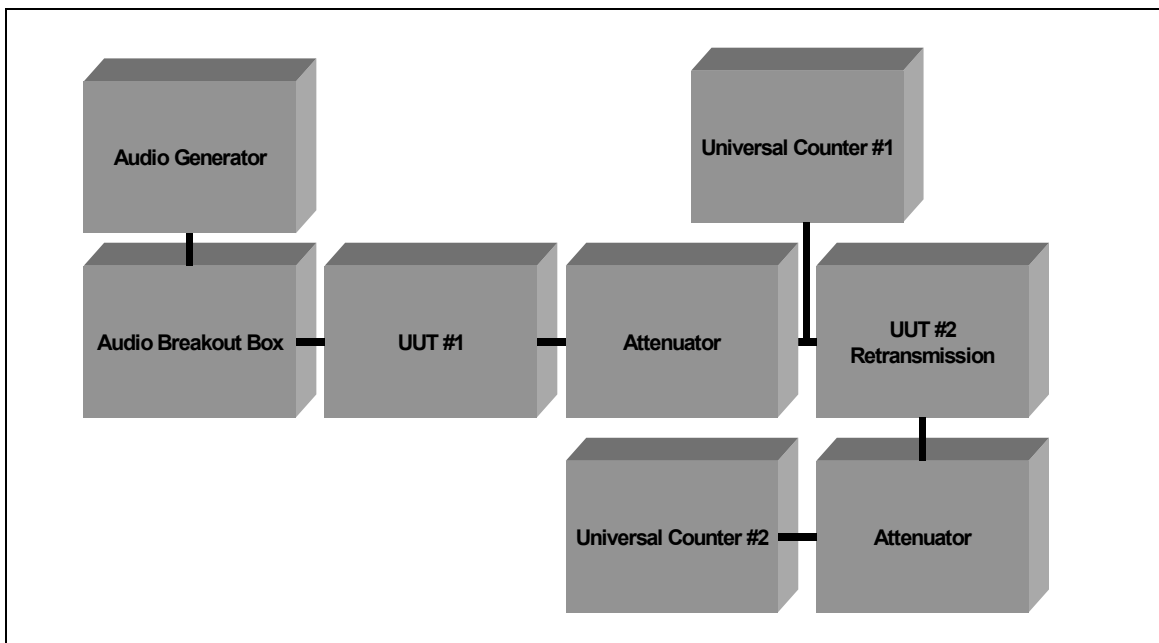 Audio Generator
Universal Counter #1
Audio Breakout Box
UUT #1
Attenuator
UUT #2
Retransmission
Universal Counter #2
Attenuator